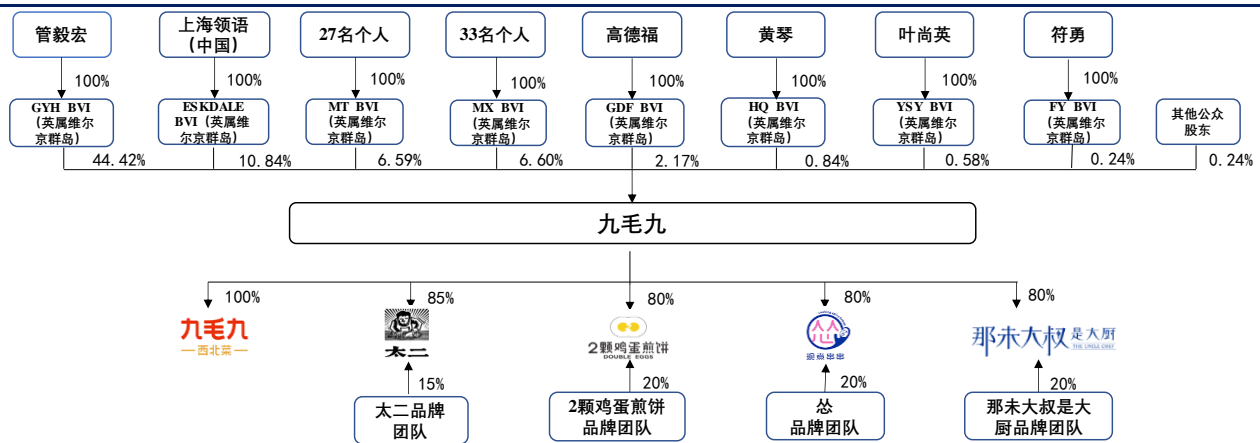 管毅宏
上海领语
（中国）
27名个人
33名个人
高德福
黄琴
叶尚英
符勇
100%
100%
100%
100%
100%
100%
100%
100%
GYH BVI
（英属维尔
京群岛）
ESKDALE
BVI（英属维
尔京群岛）
MT BVI
（英属维尔
京群岛）
MX BVI
（英属维尔
京群岛）
GDF BVI
（英属维尔
京群岛）
HQ BVI
（英属维尔
京群岛）
YSY BVI
（英属维尔
京群岛）
FY BVI
（英属维尔
京群岛）
其他公众
股东
44.42%
10.84%
6.59%
6.60%
2.17%
0.84%
0.58%
0.24%
0.24%
九毛九
100%
85%
80%
80%
80%
九毛九
西北菜
太二
2颗鸡蛋煎饼
DOUBLE EGGS
怂
那未大叔是大厨
THE UNCLE CHEF
15%
20%
20%
20%
太二品牌
团队
2颗鸡蛋煎饼
品牌团队
怂
品牌团队
那未大叔是大
厨品牌团队